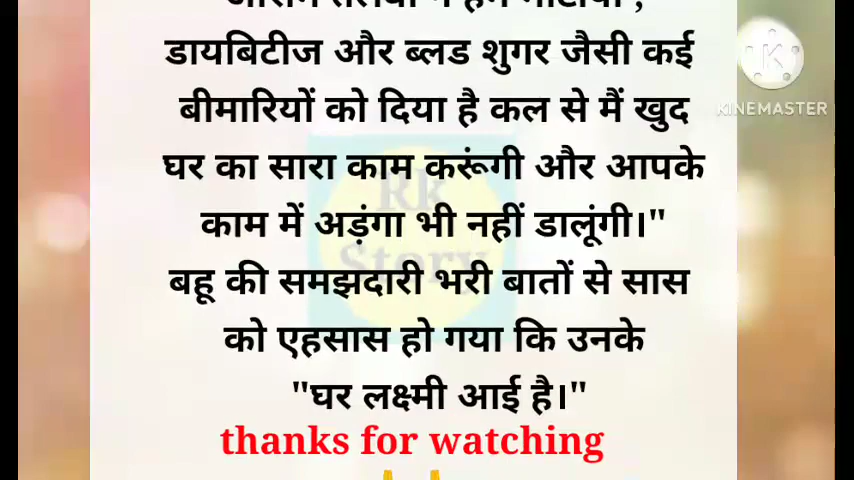 डायबिटीज और ब्लड शुगर जैसी कई
बीमारियों को दिया है कल से मैं खुद
घर का सारा काम करूंगी और आपके
काम में अड़ंगा भी नहीं डालूंगी।"
बहू की समझदारी भरी बातों से सास
को एहसास हो गया कि उनके
"घर लक्ष्मी आई है।"
thanks for watching
KINEMASTER
Rk
Story